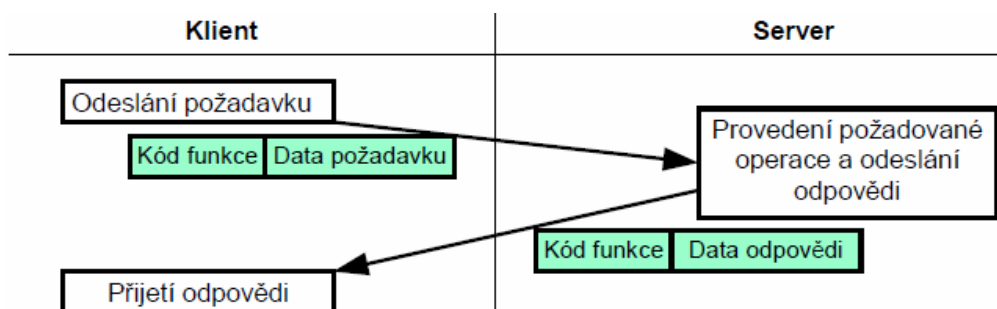 Klient
Server
Odeslání požadavku
Kód funkce Data požadavku
Provedení požadované
operace a odeslání
odpovědi
Kód funkce Data odpovědi
Přijetí odpovědi